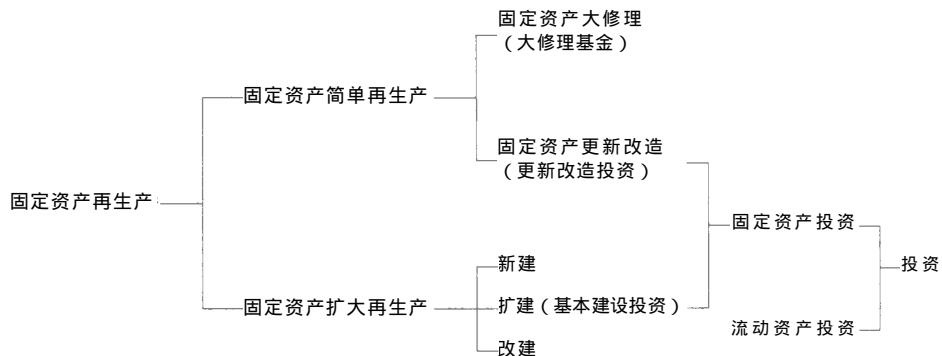 固定资产大修理
（大修理基金）
固定资产简单再生产
固定资产更新改造
（更新改造投资）
固定资产再生产
固定资产投资
新建
投资
固定资产扩大再生产
扩建（基本建设投资）
流动资产投资
改建